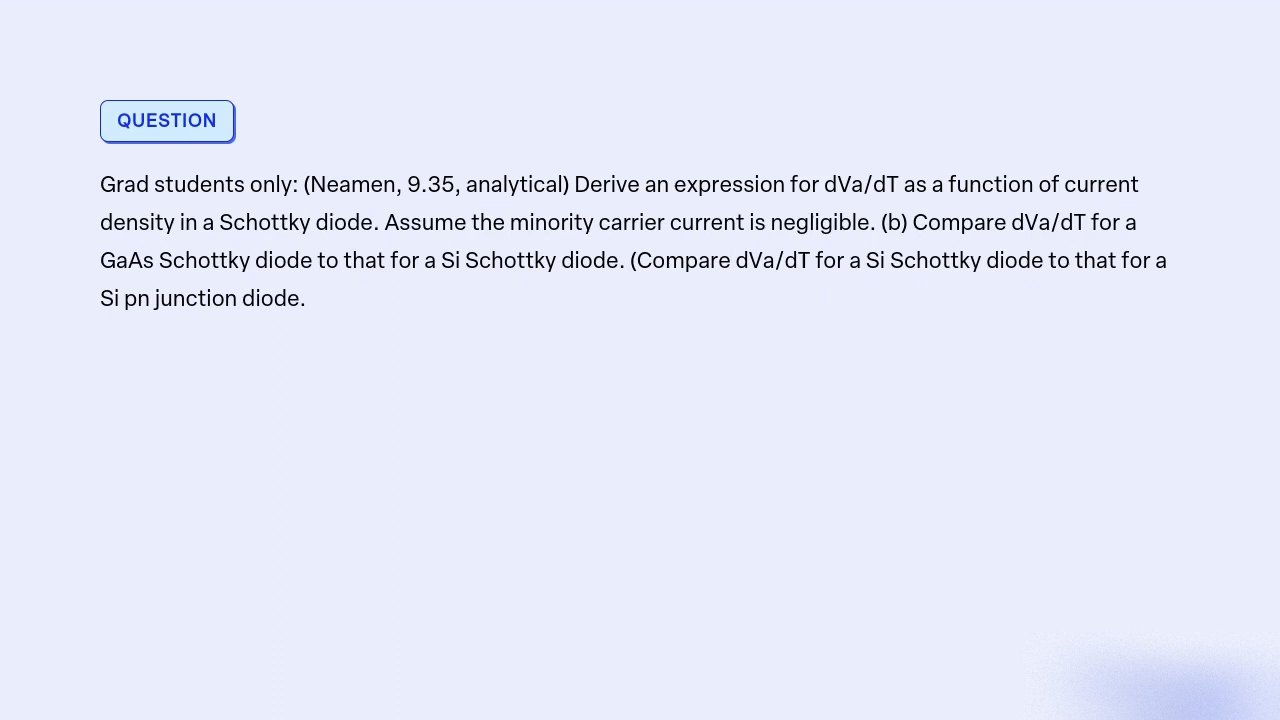 QUESTION
Grad students only: (Neamen, 9.35, analytical) Derive an expression for dVa/dT as a function of current
density in a Schottky diode. Assume the minority carrier current is negligible. (b) Compare dVa/dT for a
GaAs Schottky diode to that for a Si Schottky diode. (Compare dVa/dT for a Si Schottky diode to that for a
Si pn junction diode.